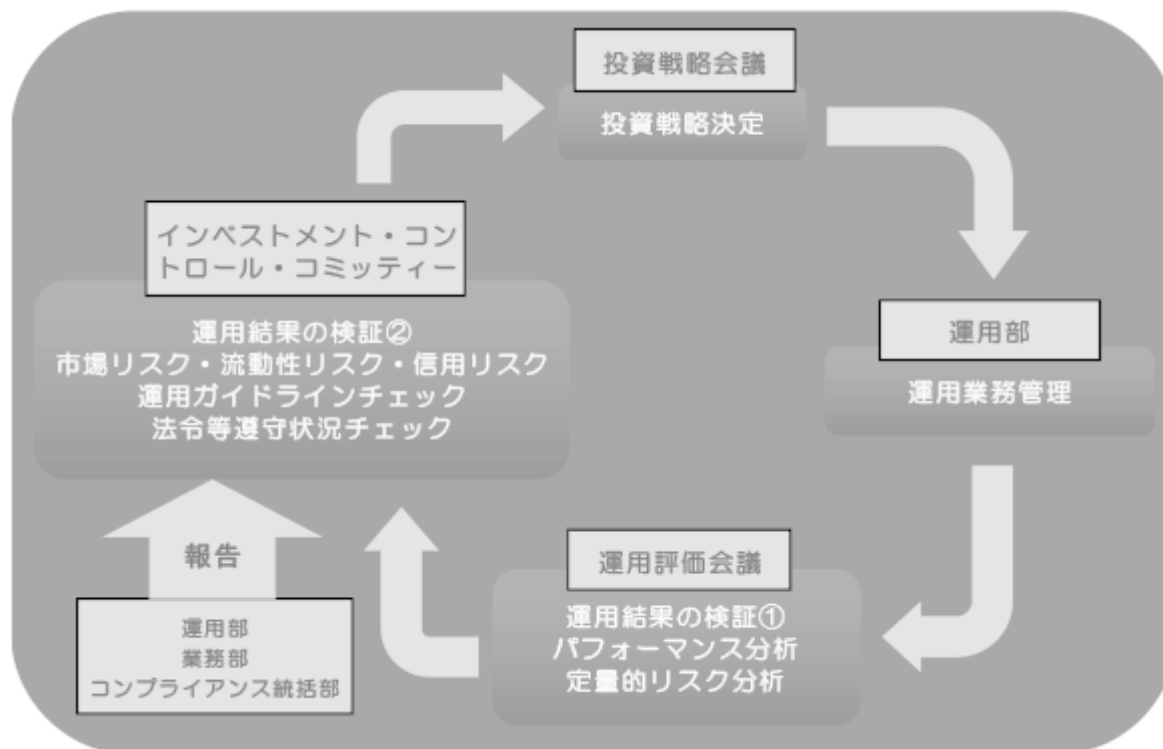 投資戦略会議
投資戦略決定
インベストメント・コン
トロール・コミッティー
運用結果の検証②
市場リスク・流動性リスク・信用リスク
運用ガイドラインチェック
法令等遵守状況チェック
運用部
運用業務管理
報告
運用部
業務部
コンプライアンス統括部
運用評価会議
運用結果の検証①
パフォーマンス分析
定量的リスク分析